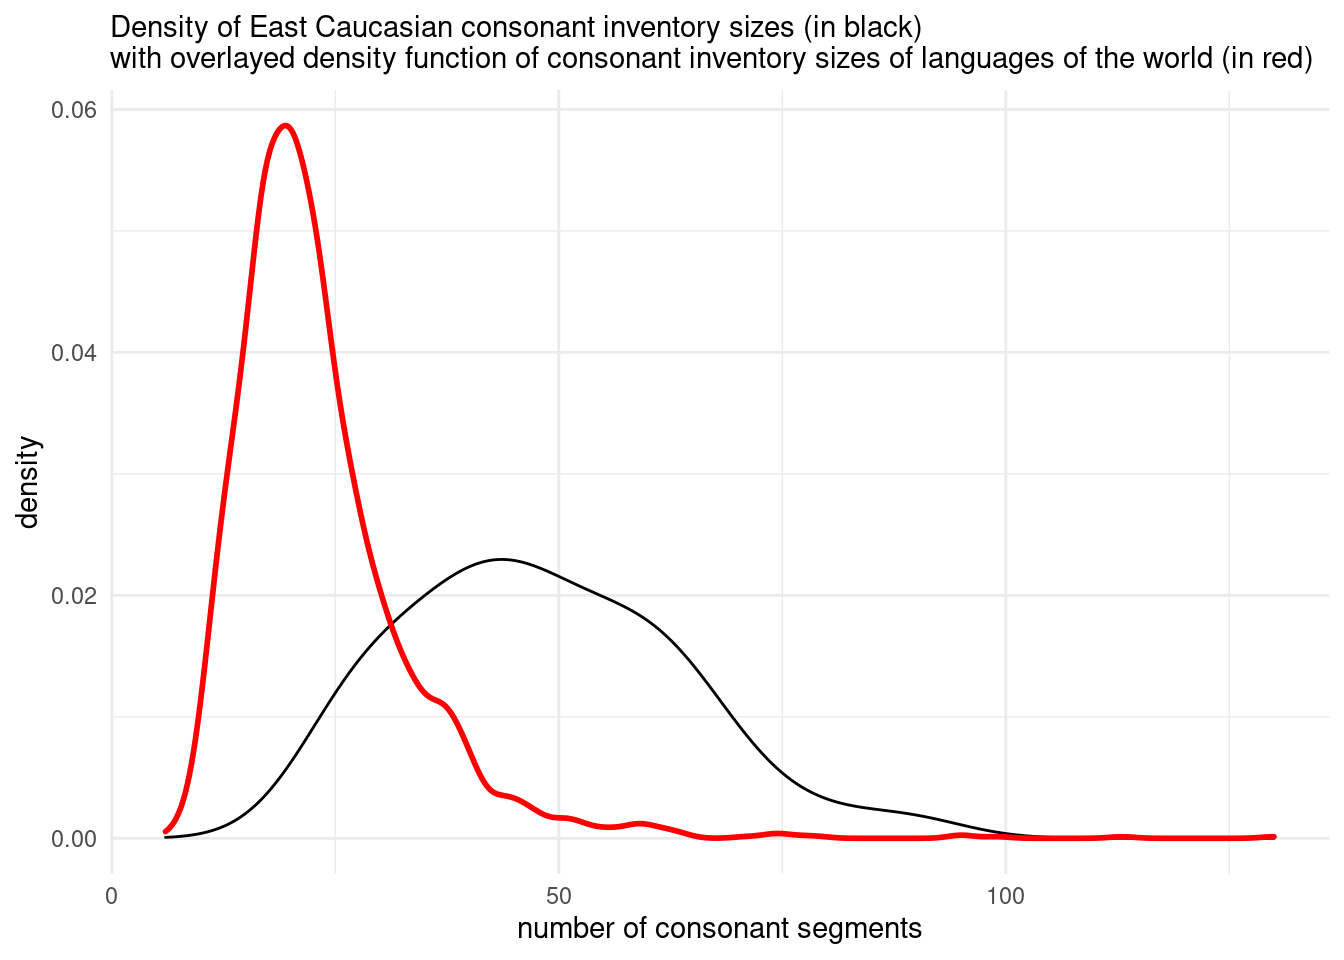 Density of East Caucasian consonant inventory sizes (in black)
with overlayed density function of consonant inventory sizes of languages of the world (in red)
0.06
0.04
0.02
0.00
density
0
50
100
number of consonant segments